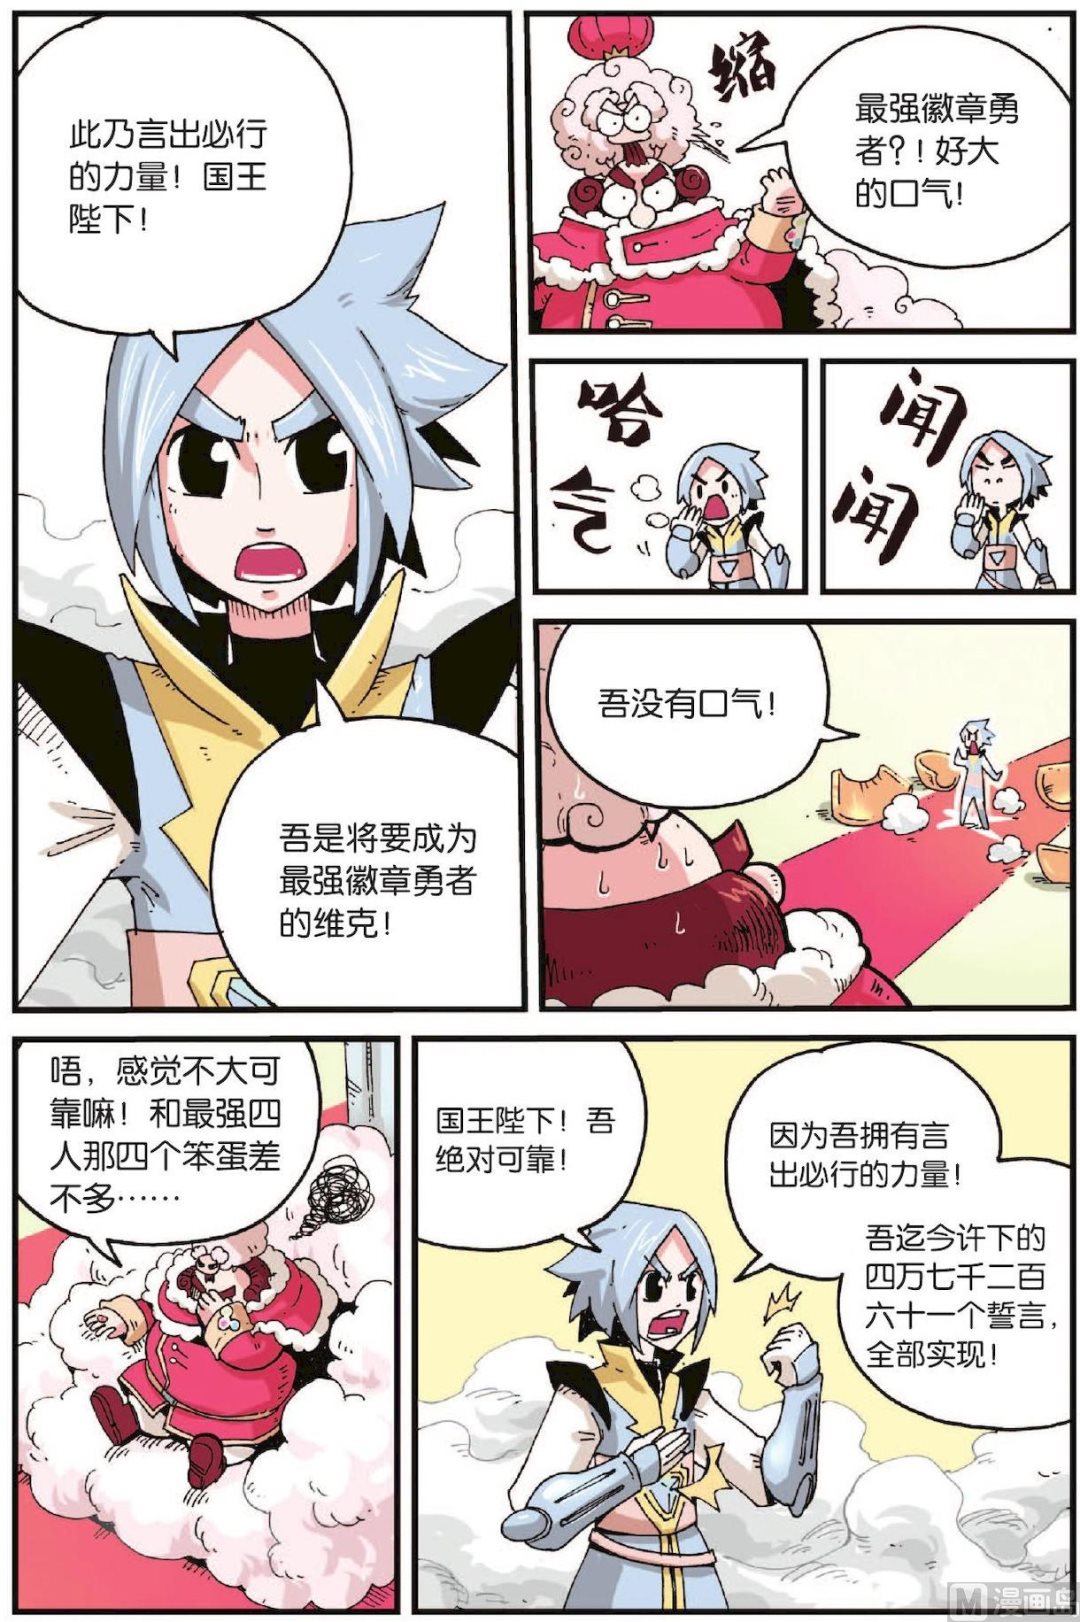 此乃言出必行
的力量！国王
陛下！
吾是将要成为
最强徽章勇者
的维克！
缩
最强徽章勇
者？！好大
的口气！
哈
气
闻
闻
吾没有口气！
唔，感觉不大可
靠嘛！和最强四
人那四个笨蛋差
不多……
国王陛下！吾
绝对可靠！
因为吾拥有言
出必行的力量！
吾迄今许下的
四万七千二百
六十一个誓言，
全部实现！
M漫画岛